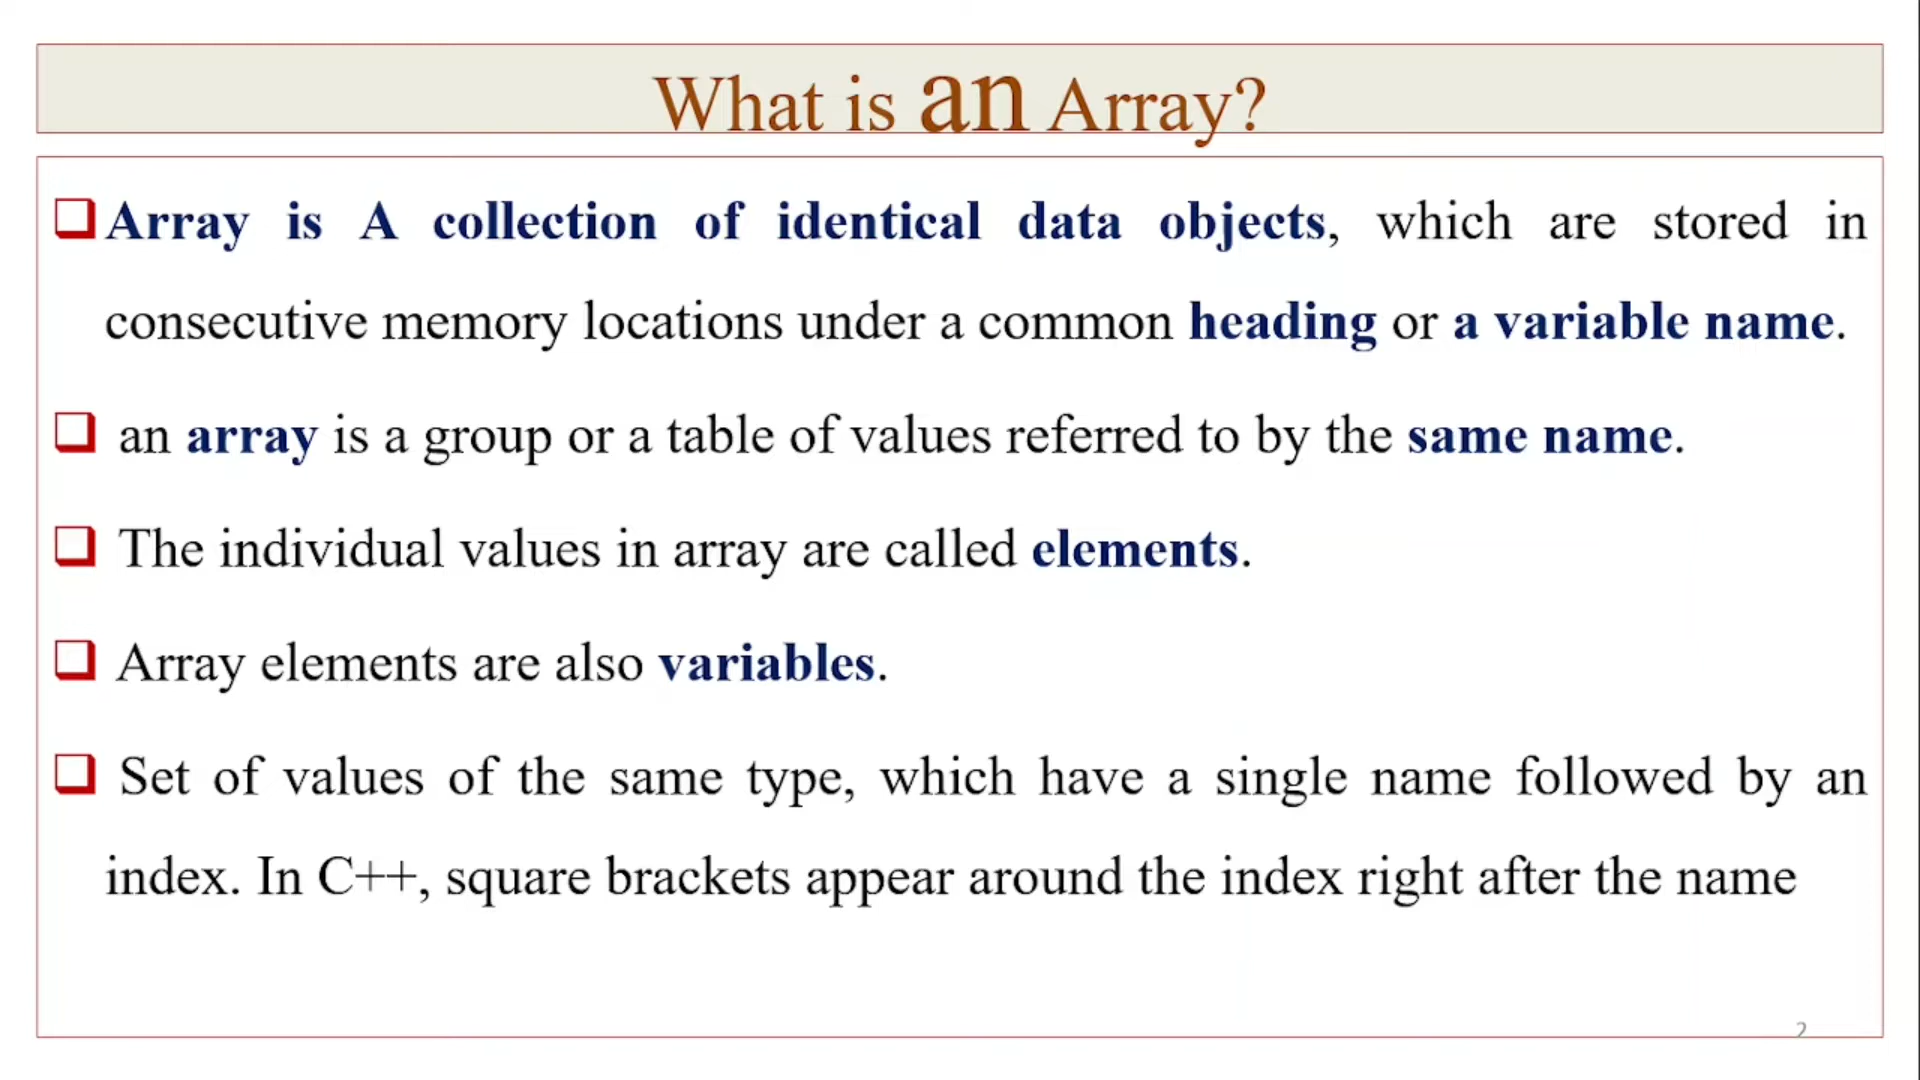 What is an Array?
Array is A collection of identical data objects, which are stored in
consecutive memory locations under a common heading or a variable name.
an array is a group or a table of values referred to by the same name.
The individual values in array are called elements.
Array elements are also variables.
Set of values of the same type, which have a single name followed by an
index. In C++, square brackets appear around the index right after the name
2